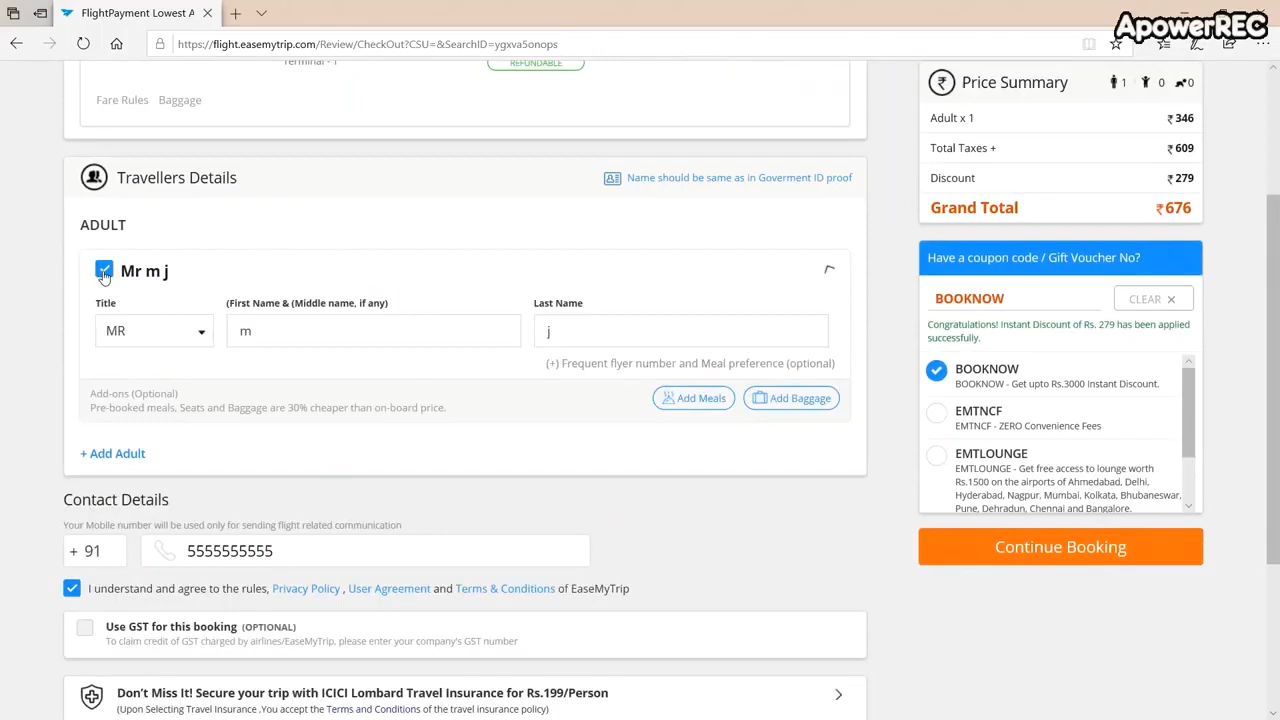 FlightPayment Lowest A
ApowerREC
https://flight.easemytrip.com/Review/CheckOut?CSU=&SearchID=ygxva5onops
Terminal - 1
REFUNDABLE
Fare Rules Baggage
Travellers Details
Name should be same as in Goverment ID proof
ADULT
Mr m j
Title
(First Name & (Middle name, if any)
Last Name
MR
m
j
(+) Frequent flyer number and Meal preference (optional)
Add-ons (Optional)
Pre-booked meals, Seats and Baggage are 30% cheaper than on-board price.
Add Meals
Add Baggage
+ Add Adult
Contact Details
Your Mobile number will be used only for sending flight related communication
+ 91
5555555555
I understand and agree to the rules, Privacy Policy , User Agreement and Terms & Conditions of EaseMyTrip
Use GST for this booking (OPTIONAL)
To claim credit of GST charged by airlines/EaseMyTrip, please enter your company's GST number
Don't Miss It! Secure your trip with ICICI Lombard Travel Insurance for Rs.199/Person
(Upon Selecting Travel Insurance ,You accept the Terms and Conditions of the travel insurance policy)
Price Summary
1 0 0
Adult x 1 ₹ 346
Total Taxes + ₹ 609
Discount ₹ 279
Grand Total ₹ 676
Have a coupon code / Gift Voucher No?
BOOKNOW
CLEAR ×
Congratulations! Instant Discount of Rs. 279 has been applied
successfully.
BOOKNOW
BOOKNOW - Get upto Rs.3000 Instant Discount.
EMTNCF
EMTNCF - ZERO Convenience Fees
EMTLOUNGE
EMTLOUNGE - Get free access to lounge worth
Rs.1500 on the airports of Ahmedabad, Delhi,
Hyderabad, Nagpur, Mumbai, Kolkata, Bhubaneswar,
Pune, Dehradun, Chennai and Bangalore.
Continue Booking